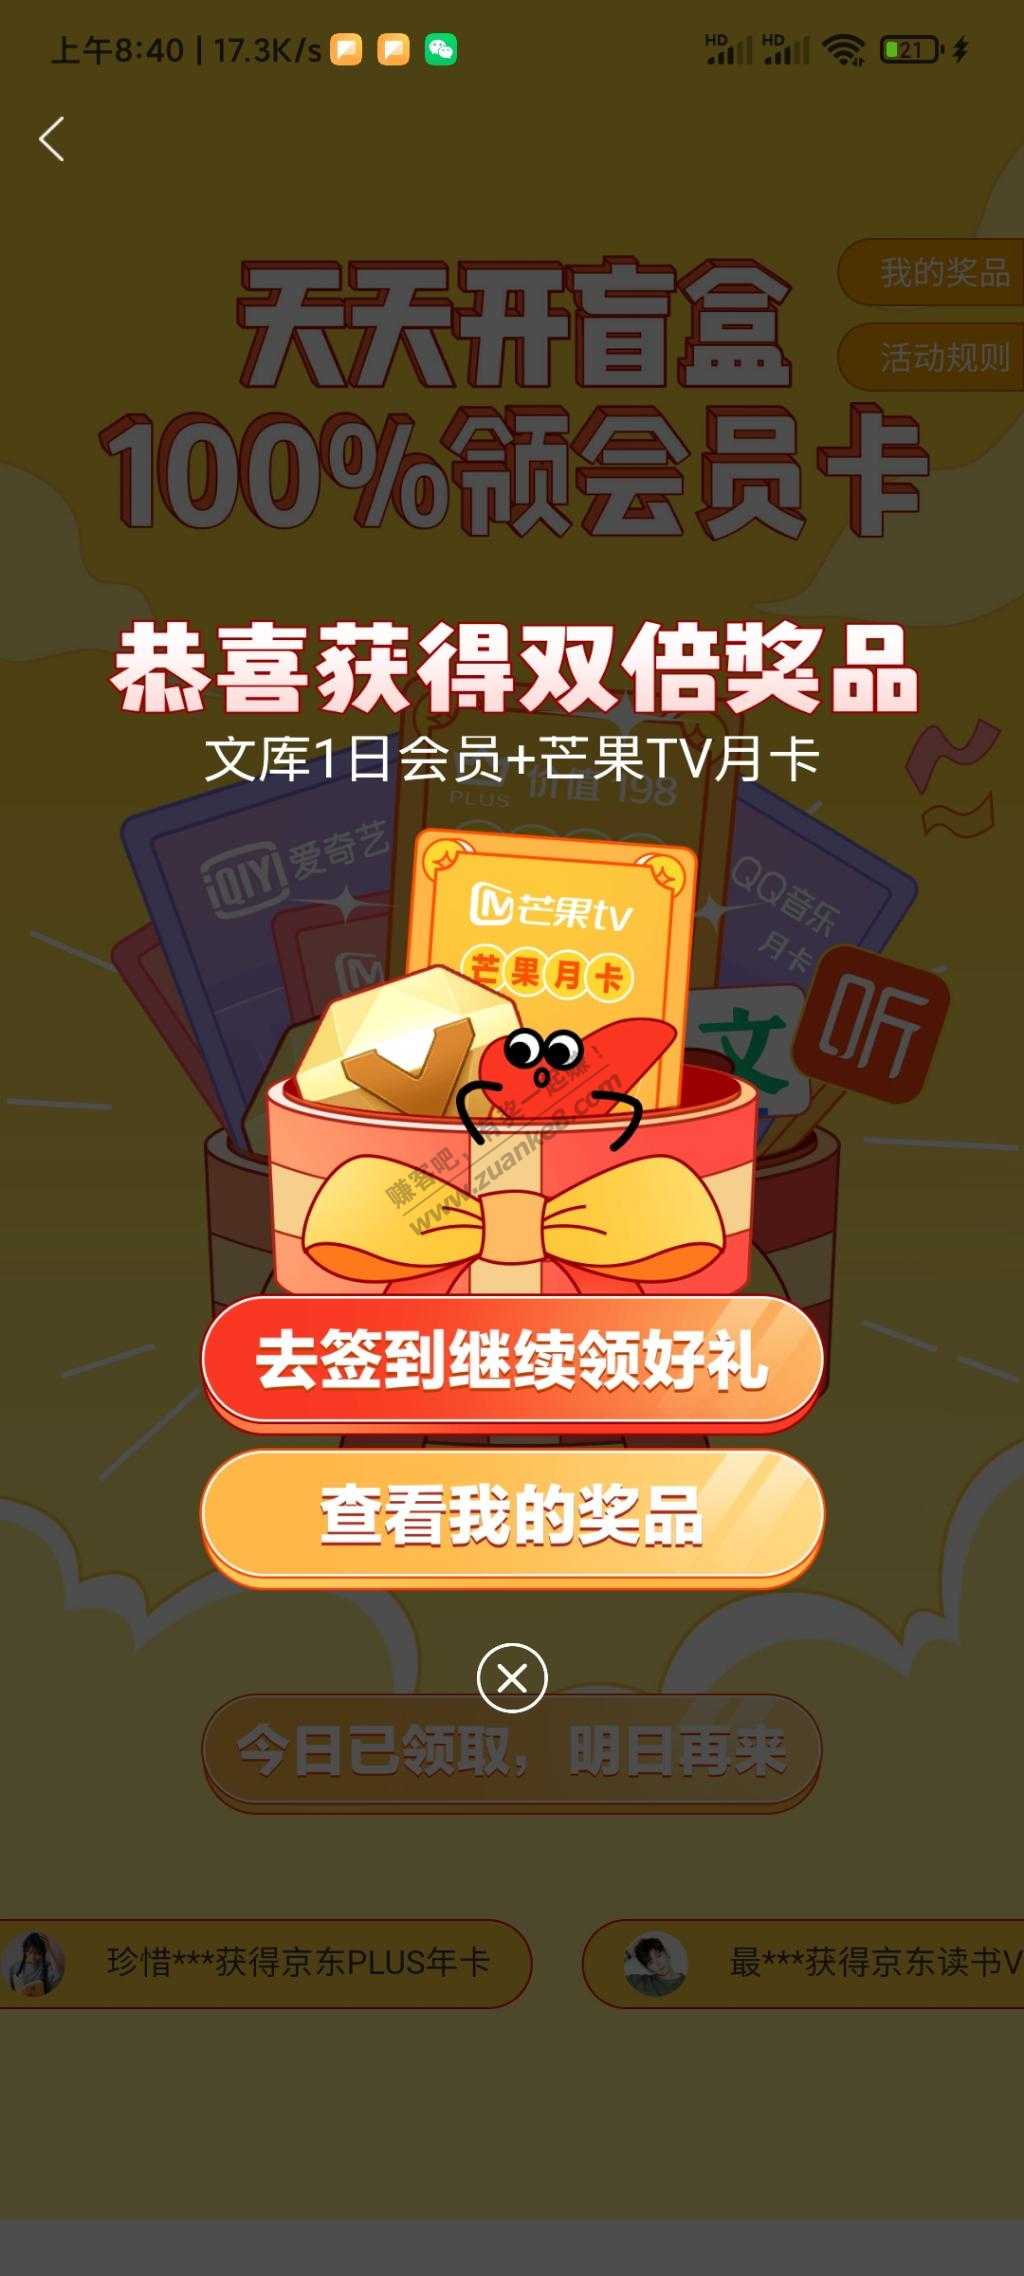 上午8:40 | 17.3K/s
HD HD 21
我的奖品
活动规则
天天开盲盒
100%领会员卡
恭喜获得双倍奖品
文库1日会员+芒果TV月卡
PLUS 价值 198
iQIYI 爱奇艺
QQ音乐
月卡
芒果tv
芒果月卡
文
听
赚客吧，有奖一起赚！
www.zuanke8.com
去签到继续领好礼
查看我的奖品
今日已领取，明日再来
珍惜***获得京东PLUS年卡
最***获得京东读书V